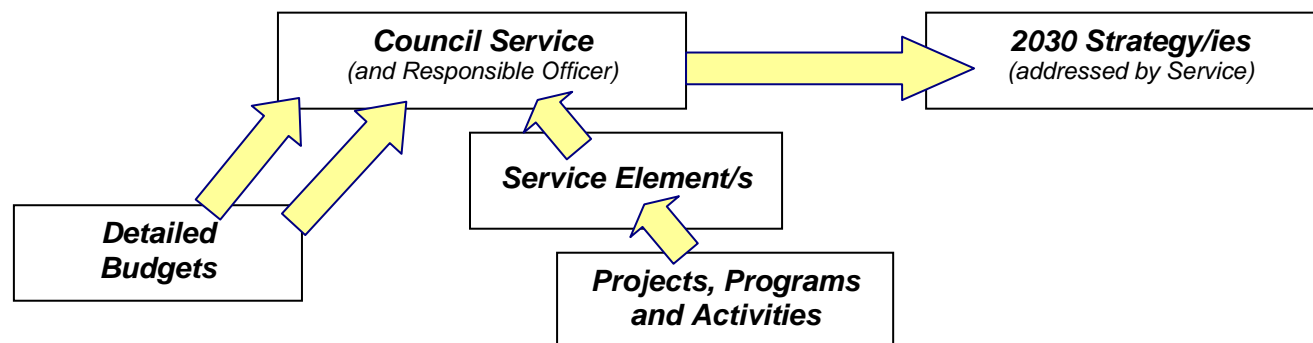 Council Service
(and Responsible Officer)
2030 Strategy/ies
(addressed by Service)
Service Element/s
Detailed
Budgets
Projects, Programs
and Activities